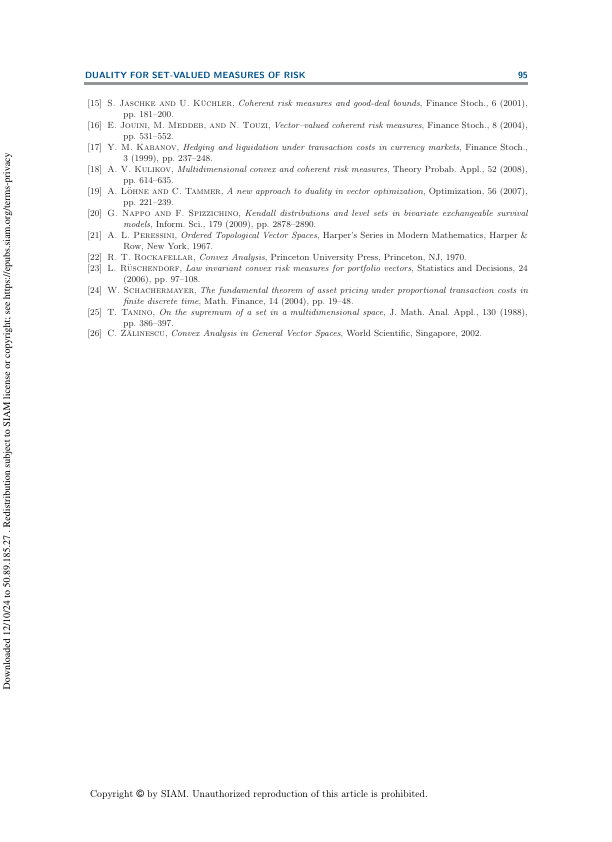 DUALITY FOR SET-VALUED MEASURES OF RISK 95
[15] S. JASCHKE AND U. KÜCHLER, Coherent risk measures and good-deal bounds, Finance Stoch., 6 (2001),
pp. 181–200.
[16] E. JOUINI, M. MEDDEB, AND N. TOUZI, Vector–valued coherent risk measures, Finance Stoch., 8 (2004),
pp. 531–552.
[17] Y. M. KABANOV, Hedging and liquidation under transaction costs in currency markets, Finance Stoch.,
3 (1999), pp. 237–248.
[18] A. V. KULIKOV, Multidimensional convex and coherent risk measures, Theory Probab. Appl., 52 (2008),
pp. 614–635.
[19] A. LÖHNE AND C. TAMMER, A new approach to duality in vector optimization, Optimization, 56 (2007),
pp. 221–239.
[20] G. NAPPO AND F. SPIZZICHINO, Kendall distributions and level sets in bivariate exchangeable survival
models, Inform. Sci., 179 (2009), pp. 2878–2890.
[21] A. L. PERESSINI, Ordered Topological Vector Spaces, Harper's Series in Modern Mathematics, Harper &
Row, New York, 1967.
[22] R. T. ROCKAFELLAR, Convex Analysis, Princeton University Press, Princeton, NJ, 1970.
[23] L. RÜSCHENDORF, Law invariant convex risk measures for portfolio vectors, Statistics and Decisions, 24
(2006), pp. 97–108.
[24] W. SCHACHERMAYER, The fundamental theorem of asset pricing under proportional transaction costs in
finite discrete time, Math. Finance, 14 (2004), pp. 19–48.
[25] T. TANINO, On the supremum of a set in a multidimensional space, J. Math. Anal. Appl., 130 (1988),
pp. 386–397.
[26] C. ZĂLINESCU, Convex Analysis in General Vector Spaces, World Scientific, Singapore, 2002.
Downloaded 12/10/24 to 50.89.185.27 . Redistribution subject to SIAM license or copyright; see https://epubs.siam.org/terms-privacy
Copyright © by SIAM. Unauthorized reproduction of this article is prohibited.